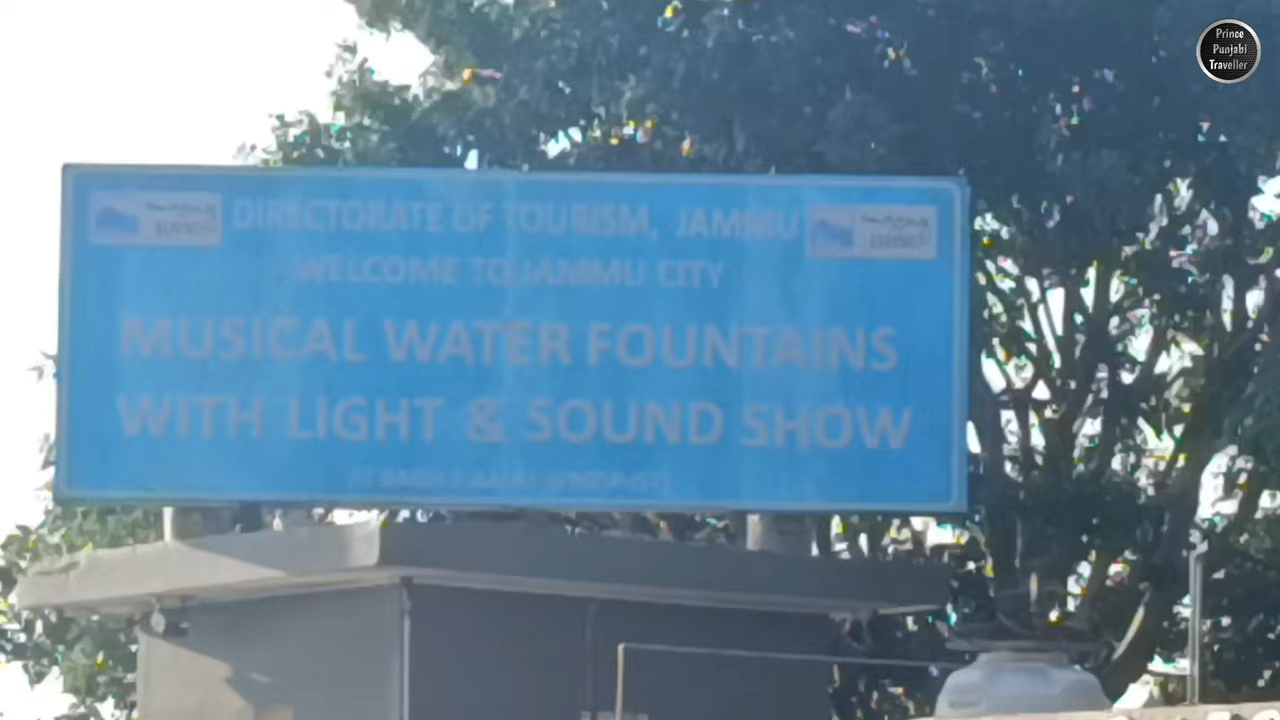 DIRECTORATE OF TOURISM, JAMMU
WELCOME TO JAMMU CITY
MUSICAL WATER FOUNTAINS
WITH LIGHT & SOUND SHOW
Prince
Punjabi
Traveller